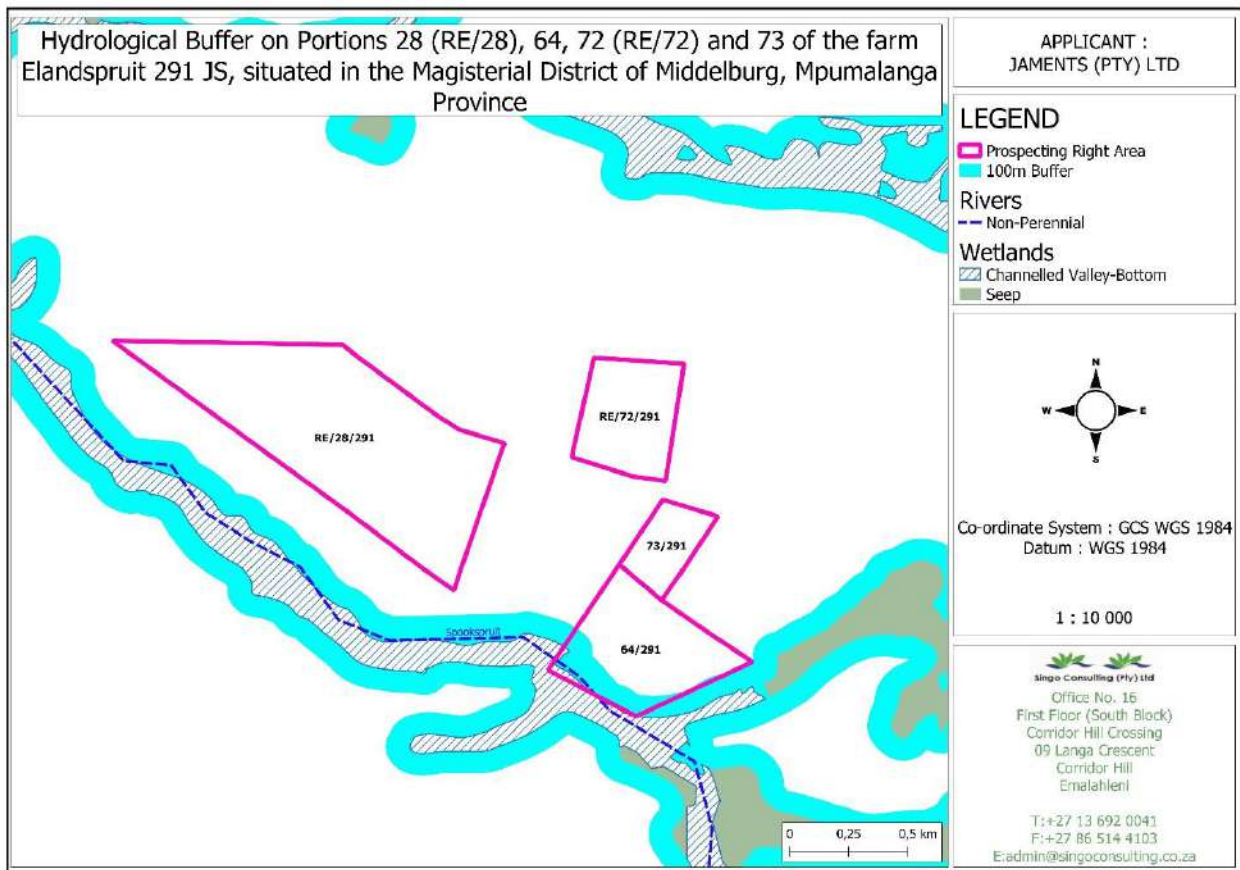 Hydrological Buffer on Portions 28 (RE/28), 64, 72 (RE/72) and 73 of the farm
Elandspruit 291 JS, situated in the Magisterial District of Middelburg, Mpumalanga
Province
APPLICANT :
JAMENTS (PTY) LTD
LEGEND
Prospecting Right Area
100m Buffer
Rivers
Non-Perennial
Wetlands
Channelled Valley-Bottom
Seep
RE/28/291
RE/72/291
73/291
64/291
Spookspruit
N
W
E
S
Co-ordinate System : GCS WGS 1984
Datum : WGS 1984
1 : 10 000
0 0,25 0,5 km
Singo Consulting (Pty) Ltd
Office No. 16
First Floor (South Block)
Corridor Hill Crossing
09 Langa Crescent
Corridor Hill
Emalahleni
T:+27 13 692 0041
F:+27 86 514 4103
E:admin@singoconsulting.co.za